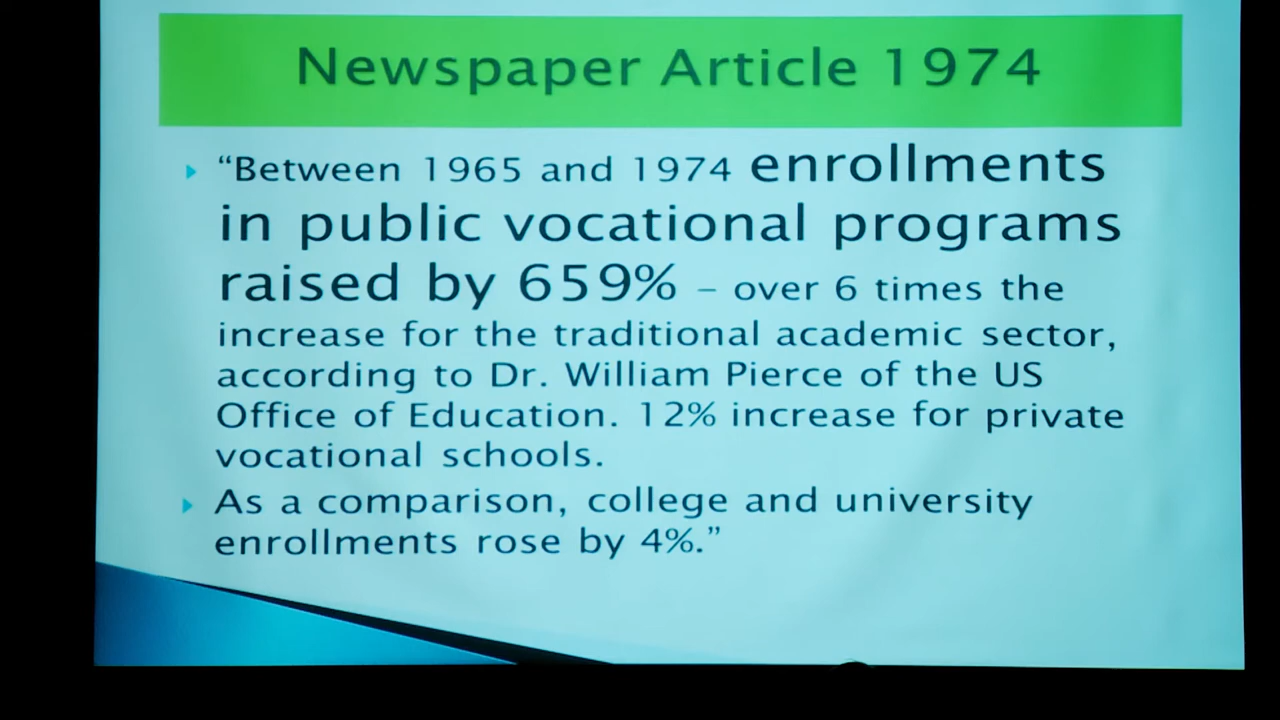 Newspaper Article 1974
“Between 1965 and 1974 enrollments
in public vocational programs
raised by 659% – over 6 times the
increase for the traditional academic sector,
according to Dr. William Pierce of the US
Office of Education. 12% increase for private
vocational schools.
As a comparison, college and university
enrollments rose by 4%.”